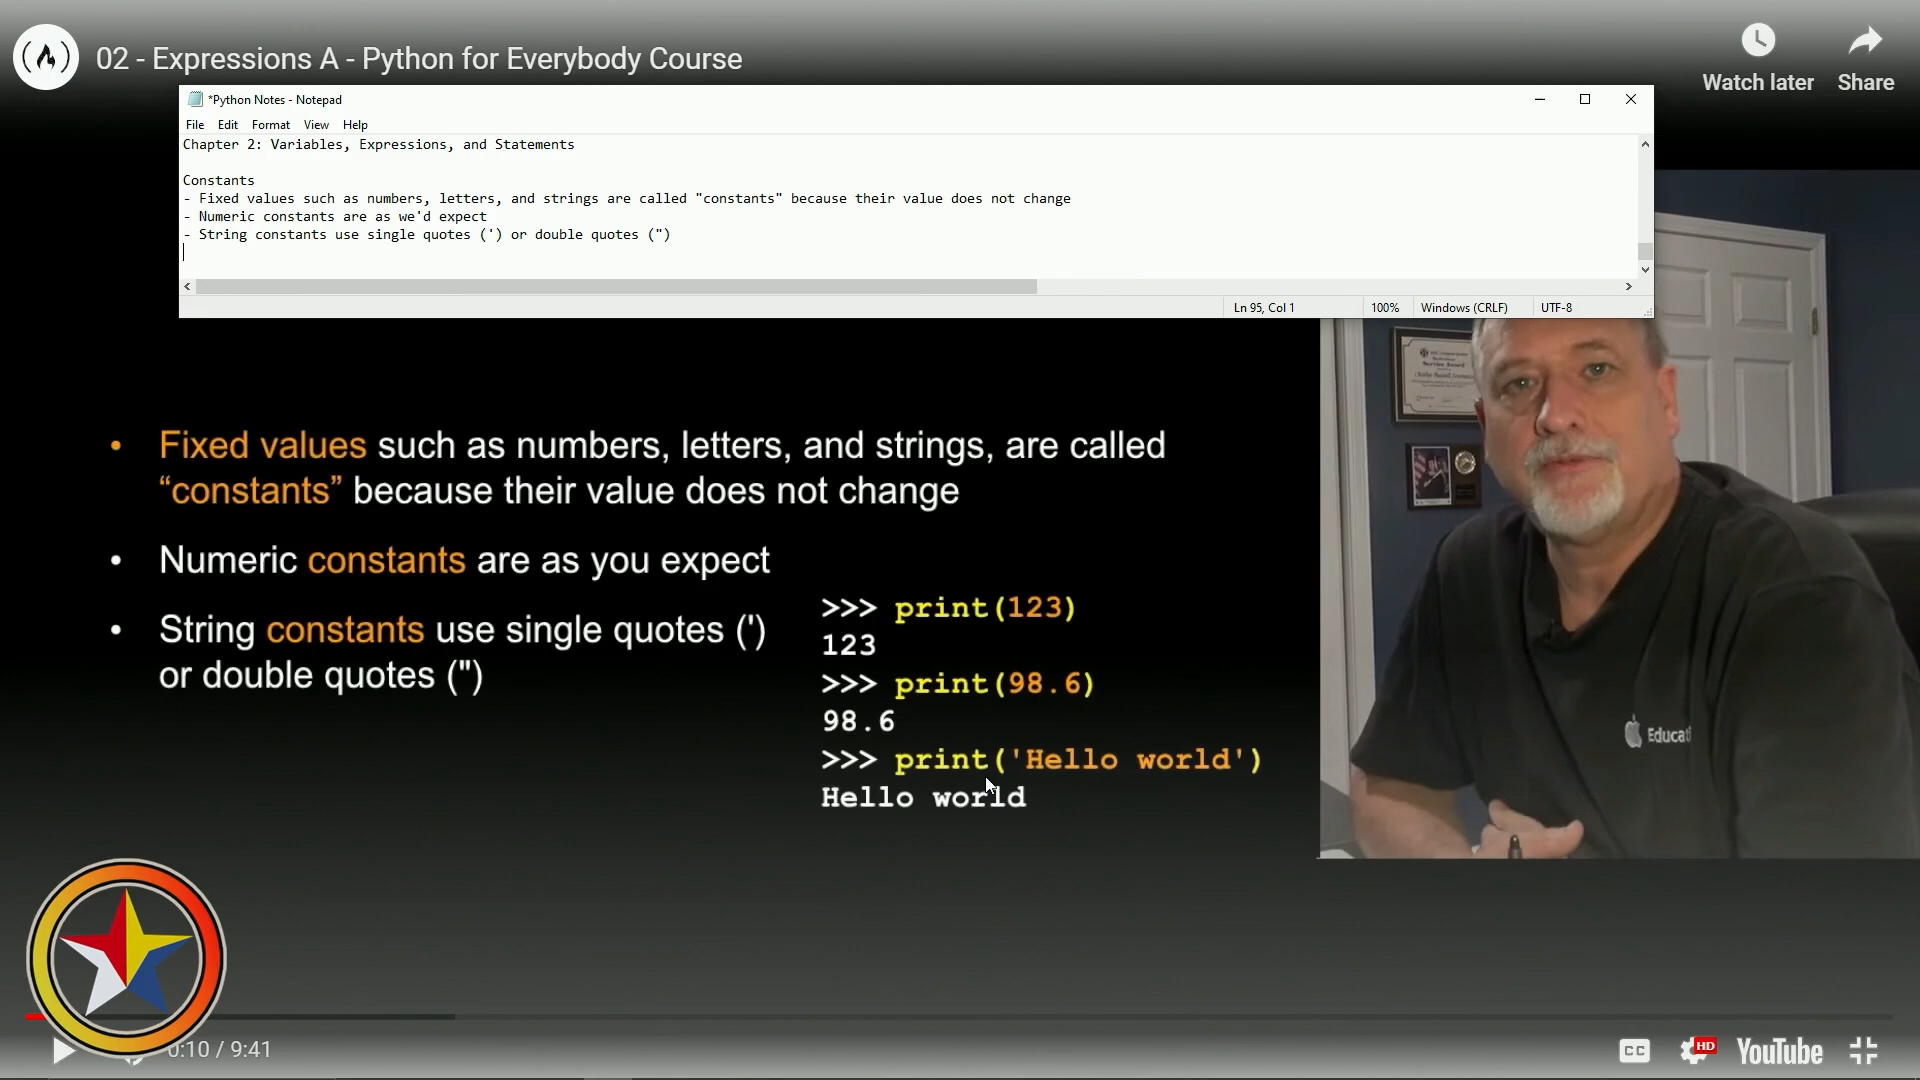 02 - Expressions A - Python for Everybody Course
Watch later
Share
*Python Notes - Notepad
File Edit Format View Help
Chapter 2: Variables, Expressions, and Statements
Constants
- Fixed values such as numbers, letters, and strings are called "constants" because their value does not change
- Numeric constants are as we'd expect
- String constants use single quotes (') or double quotes (")
Ln 95, Col 1
100%
Windows (CRLF)
UTF-8
• Fixed values such as numbers, letters, and strings, are called
“constants” because their value does not change
• Numeric constants are as you expect
• String constants use single quotes (')
or double quotes (")
>>> print(123)
123
>>> print(98.6)
98.6
>>> print('Hello world')
Hello world
Educati
0:10 / 9:41
CC
HD
YouTube